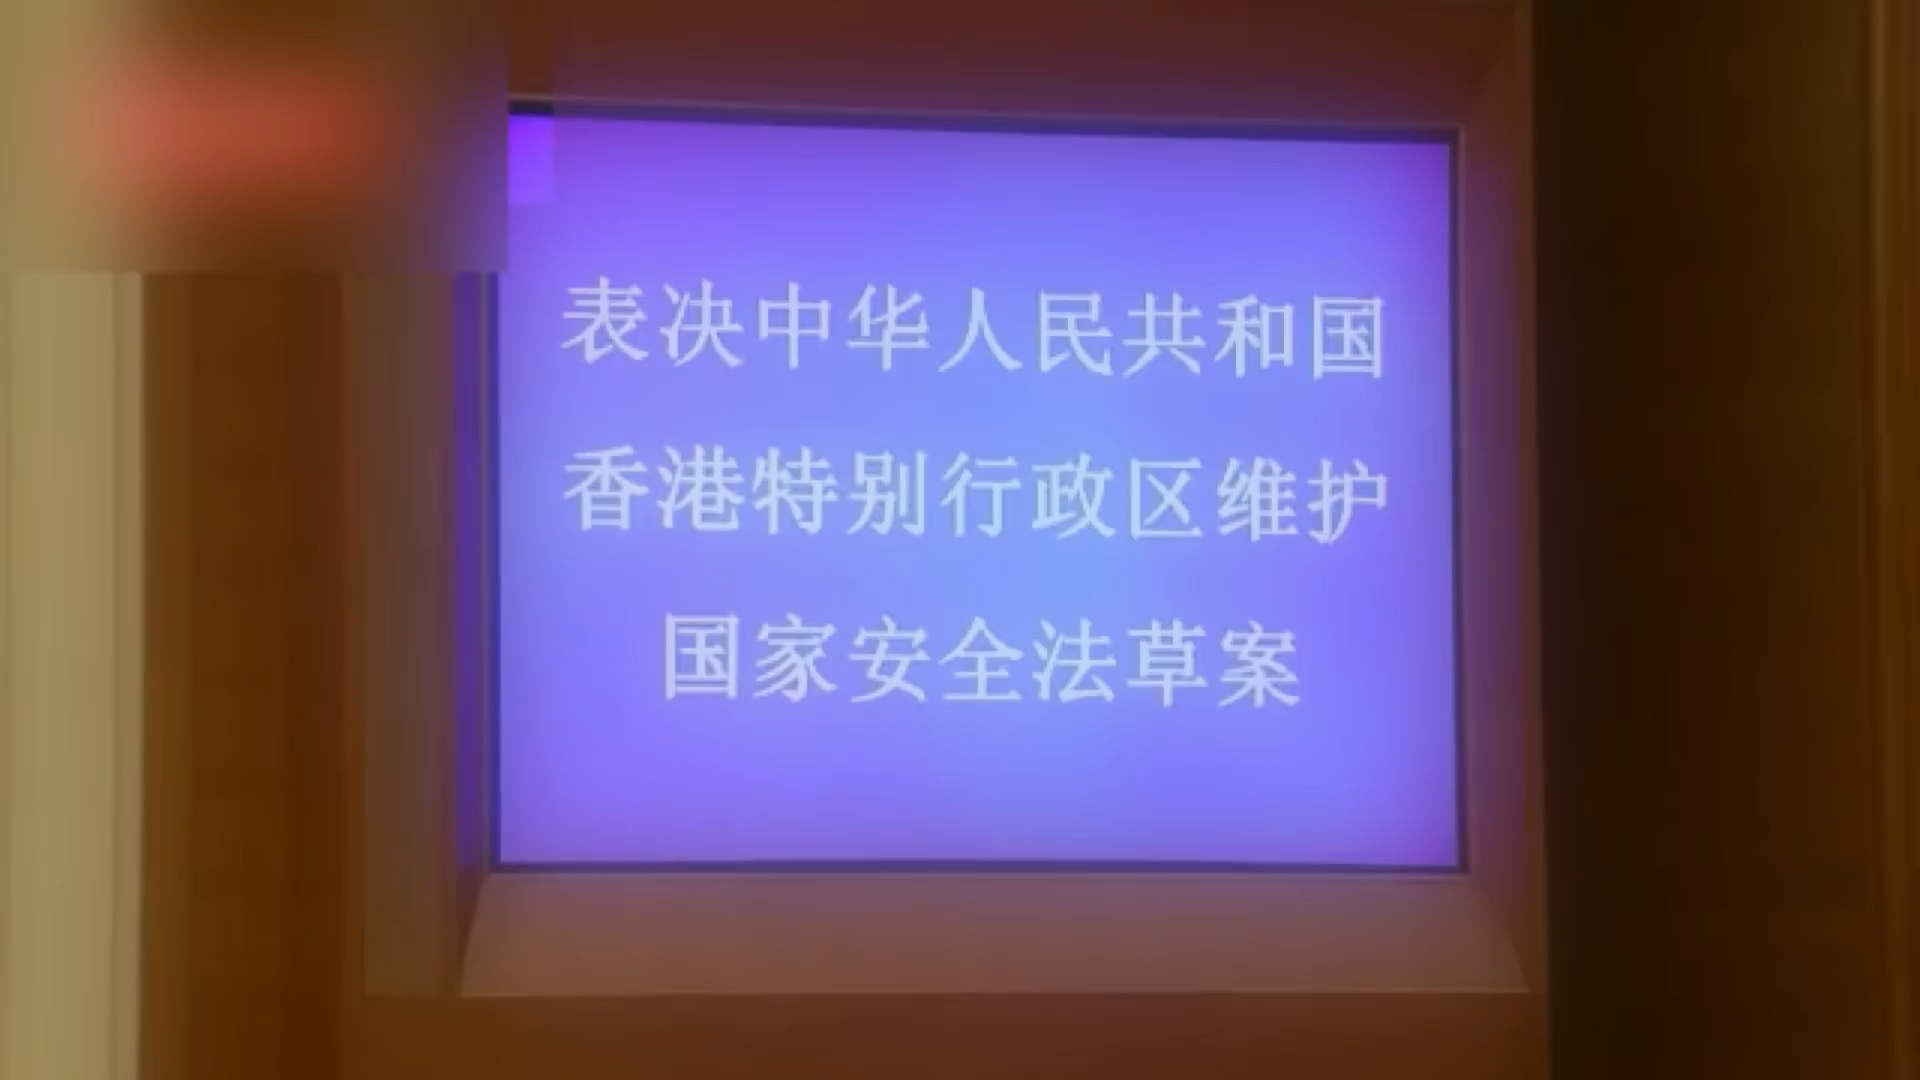 表决中华人民共和国
香港特别行政区维护
国家安全法草案